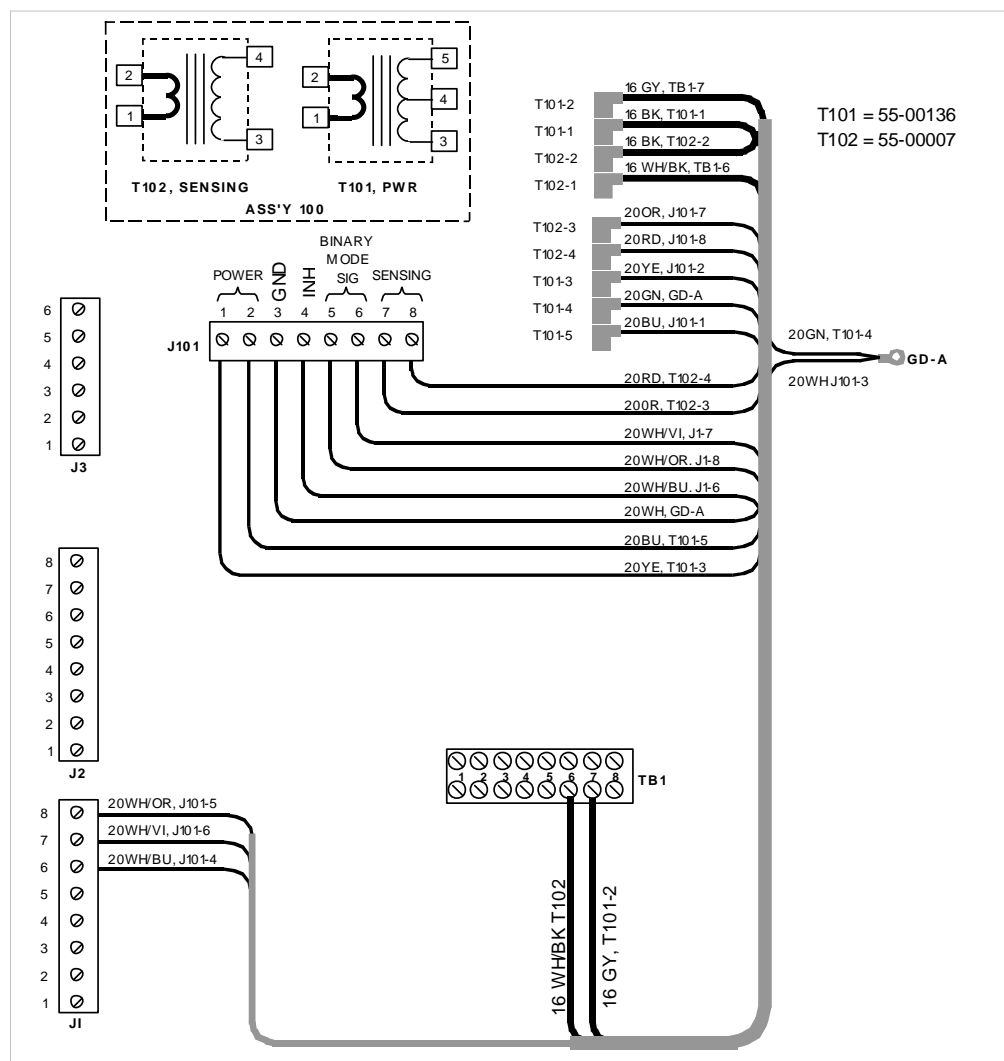 2
1
4
3
T102, SENSING
2
1
5
4
3
T101, PWR
ASS'Y 100
T101-2
16 GY, TB1-7
T101-1
16 BK, T101-1
T102-2
16 BK, T102-2
T102-1
16 WH/BK, TB1-6
T101 = 55-00136
T102 = 55-00007
T102-3
20OR, J101-7
T102-4
20RD, J101-8
T101-3
20YE, J101-2
T101-4
20GN, GD-A
T101-5
20BU, J101-1
20GN, T101-4
GD-A
20WH J101-3
BINARY
MODE
POWER
GND
INH
SIG
SENSING
1 2 3 4 5 6 7 8
J101
20RD, T102-4
200R, T102-3
20WH/VI, J1-7
20WH/OR. J1-8
20WH/BU. J1-6
20WH, GD-A
20BU, T101-5
20YE, T101-3
6
5
4
3
2
1
J3
8
7
6
5
4
3
2
1
J2
1 2 3 4 5 6 7 8
TB1
16 WH/BK T102
16 GY, T101-2
8
20WH/OR, J101-5
7
20WH/VI, J101-6
6
20WH/BU, J101-4
5
4
3
2
1
JI